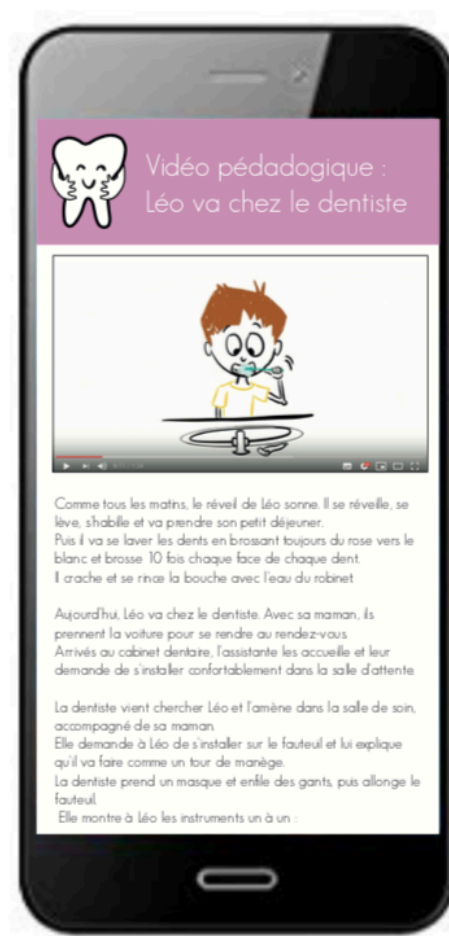 Vidéo pédadogique :
Léo va chez le dentiste
Comme tous les matins, le réveil de Léo sonne. Il se réveille, se
lève, s'habille et va prendre son petit déjeuner.
Puis il va se laver les dents en brossant toujours du rose vers le
blanc et brosse 10 fois chaque face de chaque dent.
Il crache et se rince la bouche avec l'eau du robinet
Aujourd'hui, Léo va chez le dentiste. Avec sa maman, ils
prennent la voiture pour se rendre au rendez-vous.
Arrivés au cabinet dentaire, l'assistante les accueille et leur
demande de s'installer confortablement dans la salle d'attente.
La dentiste vient chercher Léo et l'amène dans la salle de soin,
accompagné de sa maman.
Elle demande à Léo de s'installer sur le fauteuil et lui explique
qu'il va faire comme un tour de manège.
La dentiste prend un masque et enfile des gants, puis allonge le
fauteuil.
Elle montre à Léo les instruments un à un :